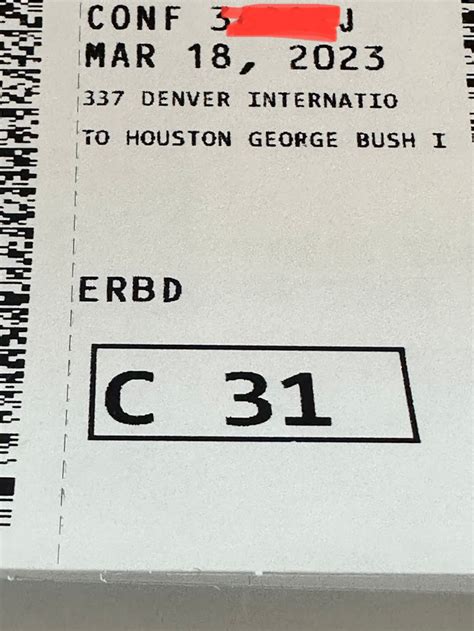 CONF 3 J
MAR 18, 2023
337 DENVER INTERNATIO
TO HOUSTON GEORGE BUSH I
ERBD
C 31